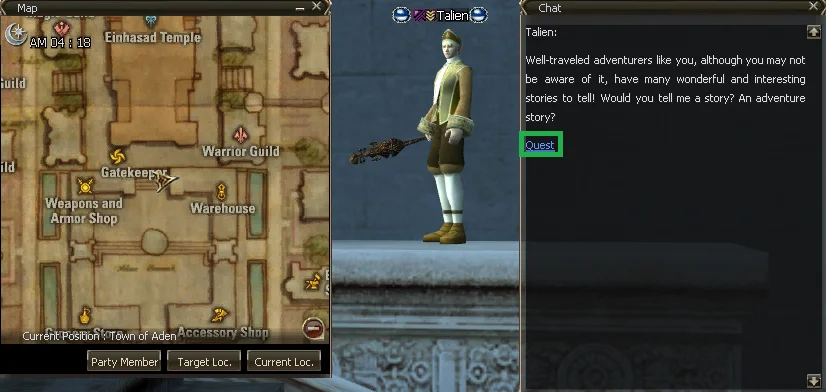 Map
Einhasad Temple
AM 04 : 18
Guild
Warrior Guild
Gatekeeper
Weapons and
Armor Shop
Warehouse
Accessory Shop
Current Position : Town of Aden
Party Member
Target Loc.
Current Loc.
Talien
Chat
Talien:
Well-traveled adventurers like you, although you may not
be aware of it, have many wonderful and interesting
stories to tell! Would you tell me a story? An adventure
story?
Quest